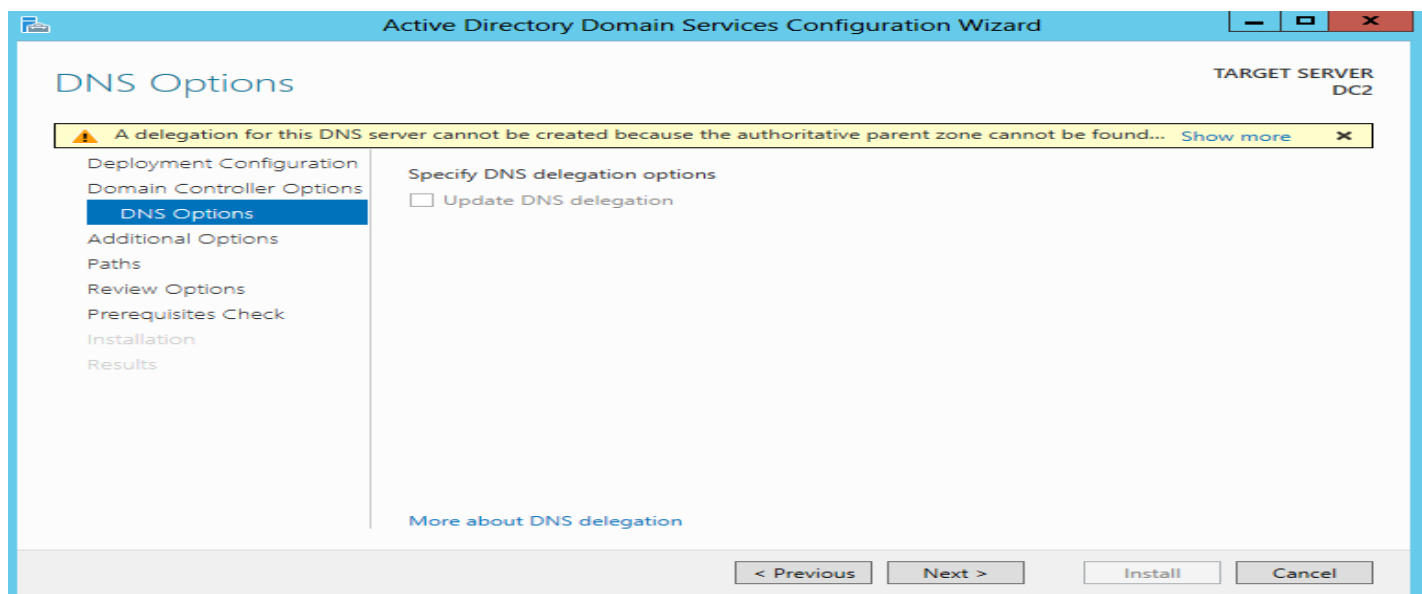 Active Directory Domain Services Configuration Wizard
DNS Options
TARGET SERVER
DC2
A delegation for this DNS server cannot be created because the authoritative parent zone cannot be found... Show more
Deployment Configuration
Domain Controller Options
DNS Options
Additional Options
Paths
Review Options
Prerequisites Check
Installation
Results
Specify DNS delegation options
Update DNS delegation
More about DNS delegation
< Previous
Next >
Install
Cancel